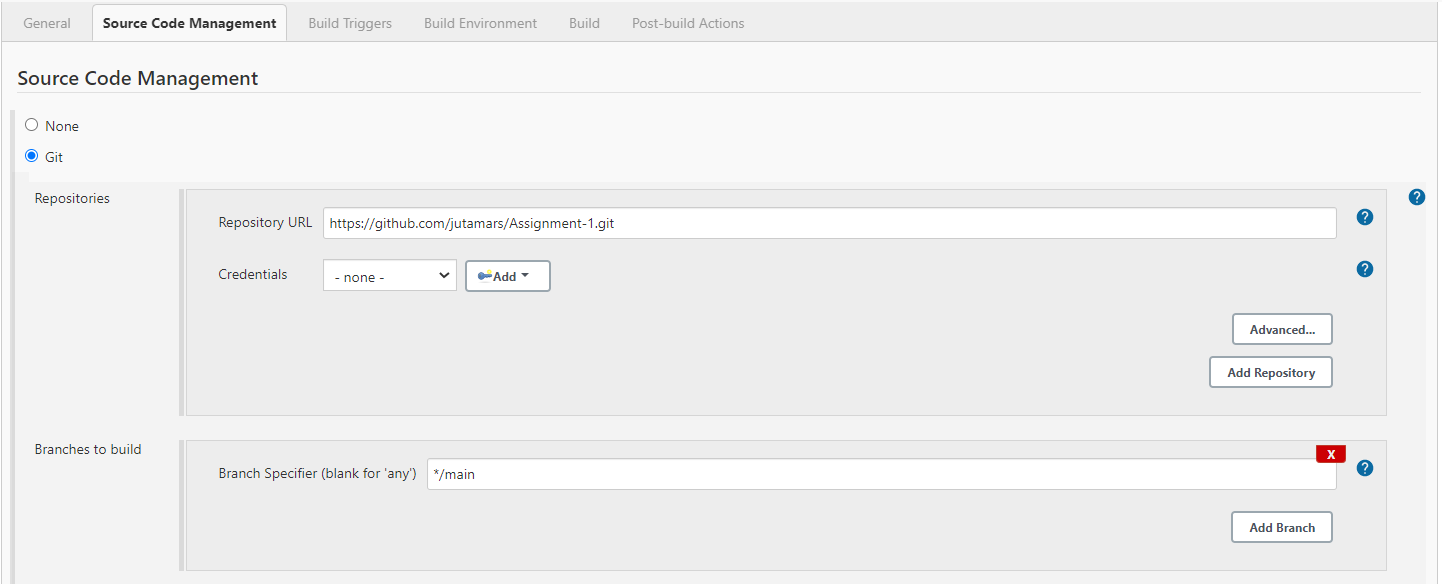 General Source Code Management Build Triggers Build Environment Build Post-build Actions
Source Code Management
None
Git
Repositories
?
Repository URL https://github.com/jutamars/Assignment-1.git ?
Credentials - none - Add ?
Advanced...
Add Repository
Branches to build
X
Branch Specifier (blank for 'any') */main ?
Add Branch